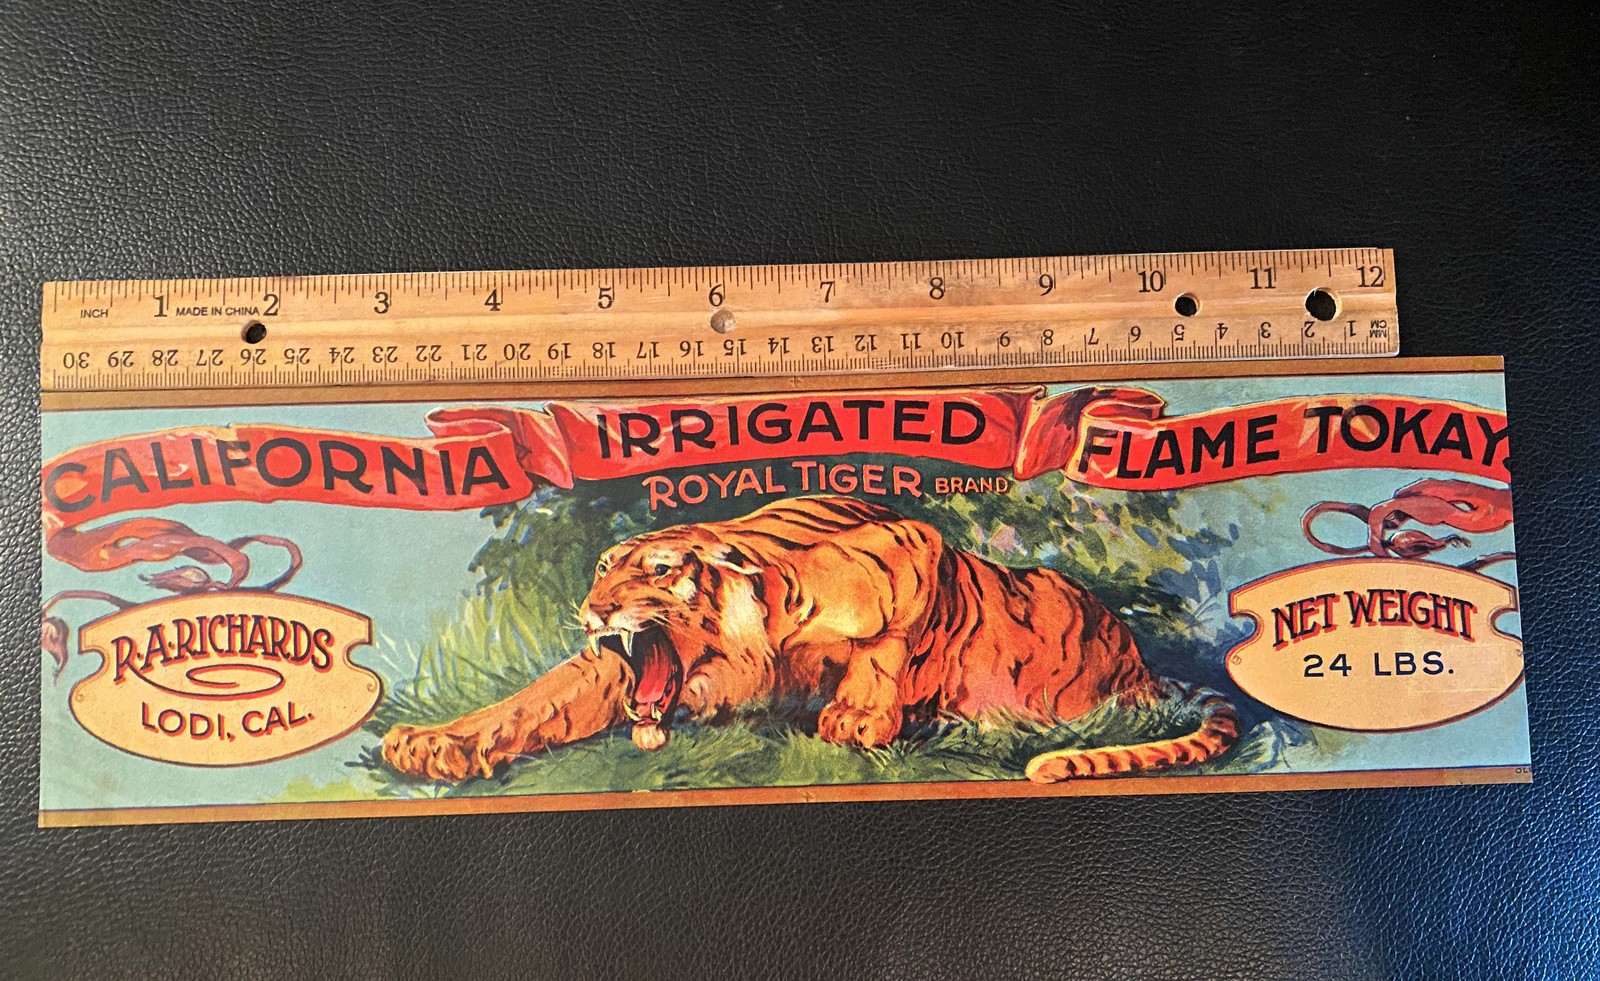 INCH 1 MADE IN CHINA 2 3 4 5 6 7 8 9 10 11 12
30 29 28 27 26 25 24 23 22 21 20 19 18 17 16 15 14 13 12 11 10 9 8 7 6 5 4 3 2 1 MM
CM
CALIFORNIA IRRIGATED FLAME TOKAY.
ROYAL TIGER BRAND
R.A.RICHARDS
LODI, CAL.
NET WEIGHT
24 LBS.